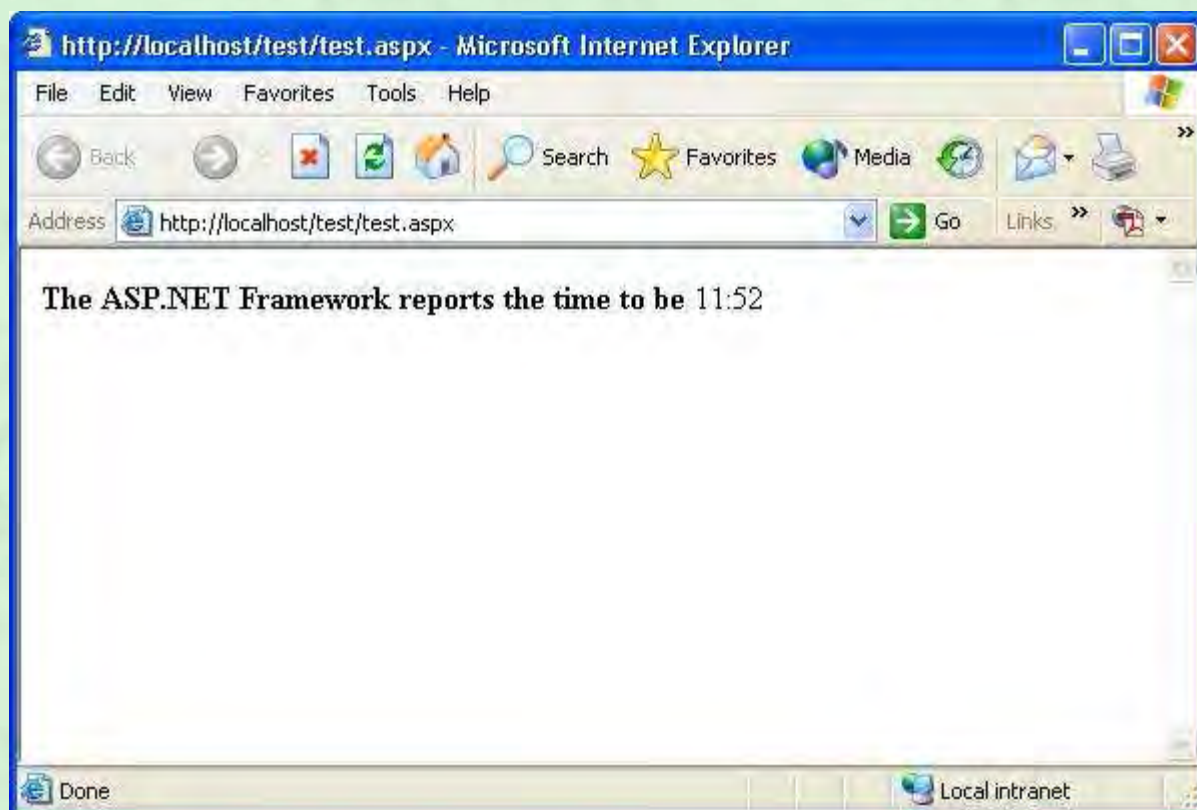 http://localhost/test/test.aspx - Microsoft Internet Explorer
File Edit View Favorites Tools Help
Back Search Favorites Media »
Address http://localhost/test/test.aspx Go Links »
The ASP.NET Framework reports the time to be 11:52
Done Local intranet